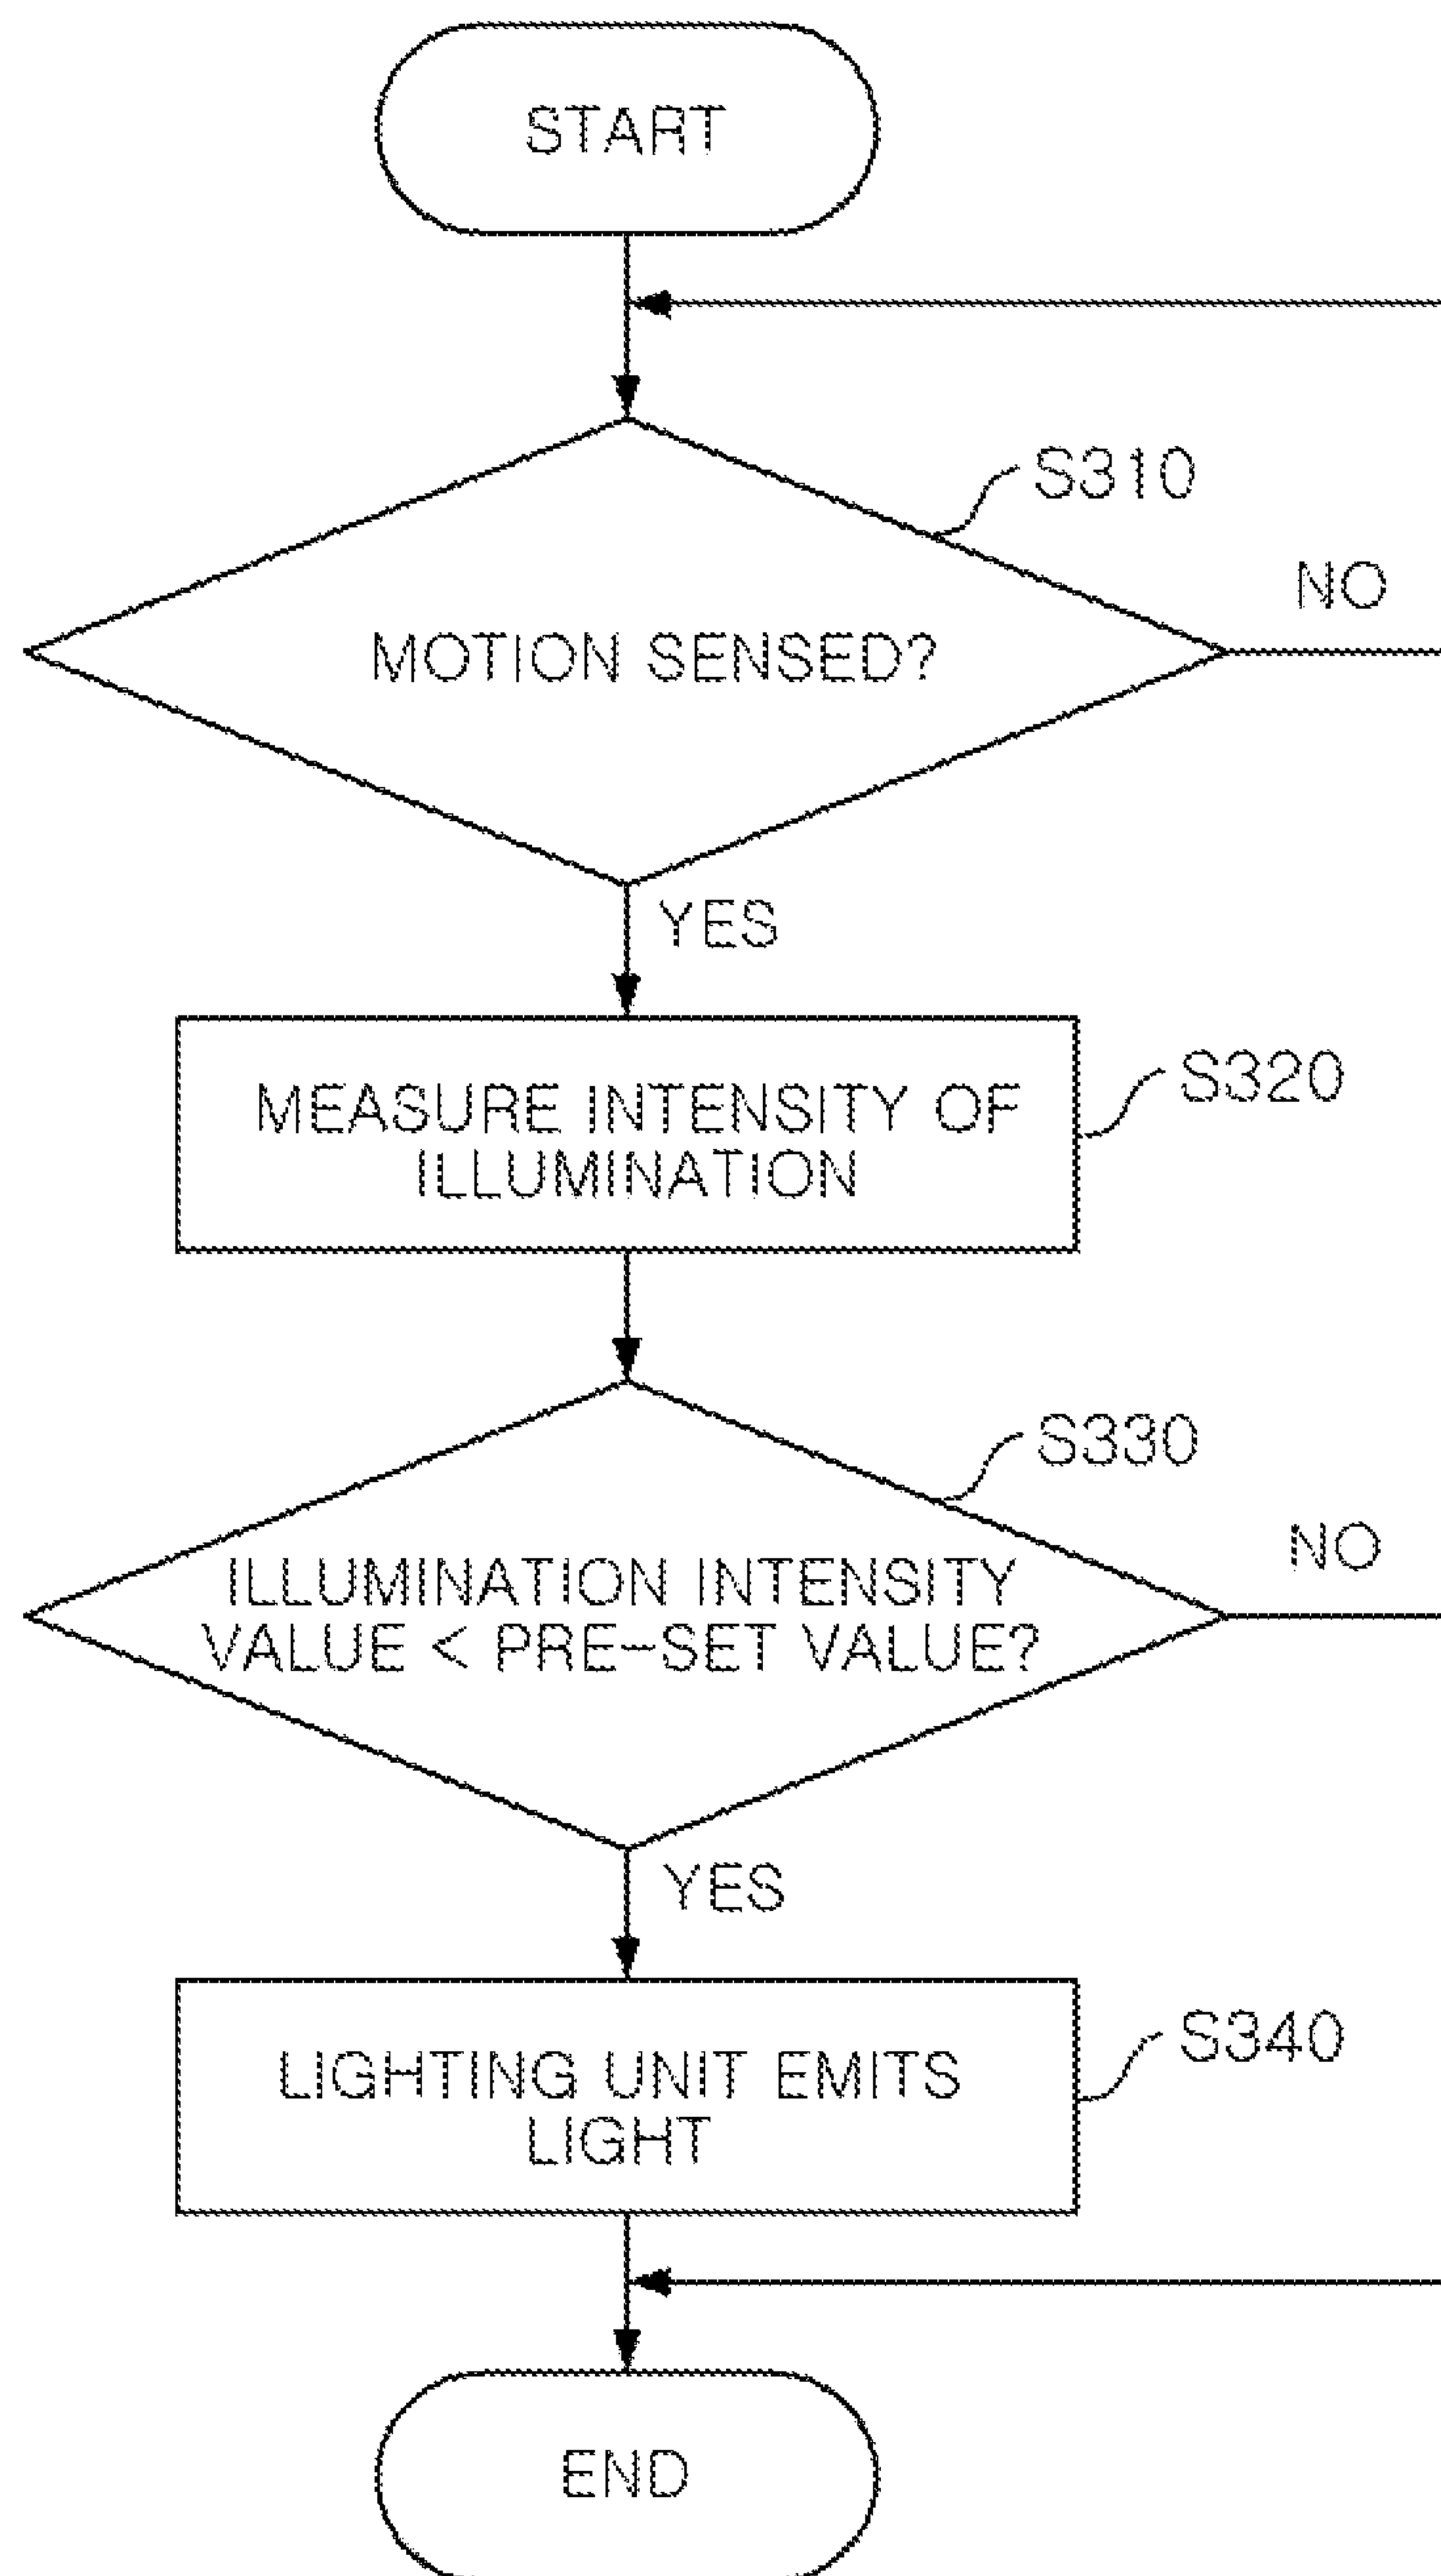 START
S310
NO
MOTION SENSED?
YES
S320
MEASURE INTENSITY OF
ILLUMINATION
S330
NO
ILLUMINATION INTENSITY
VALUE < PRE-SET VALUE?
YES
S340
LIGHTING UNIT EMITS
LIGHT
END